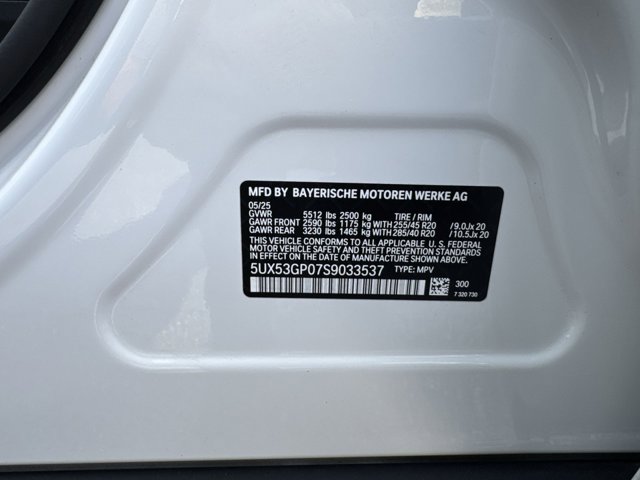 MFD BY BAYERISCHE MOTOREN WERKE AG
05/25
GVWR 5512 lbs 2500 kg TIRE / RIM
GAWR FRONT 2590 lbs 1175 kg WITH 255/45 R20 /9.0Jx 20
GAWR REAR 3230 lbs 1465 kg WITH 285/40 R20 /10.5Jx 20
THIS VEHICLE CONFORMS TO ALL APPLICABLE U.S. FEDERAL
MOTOR VEHICLE SAFETY AND THEFT PREVENTION STANDARDS
IN EFFECT ON THE DATE OF MANUFACTURE SHOWN ABOVE.
5UX53GP07S9033537 TYPE: MPV
300
7 320 730